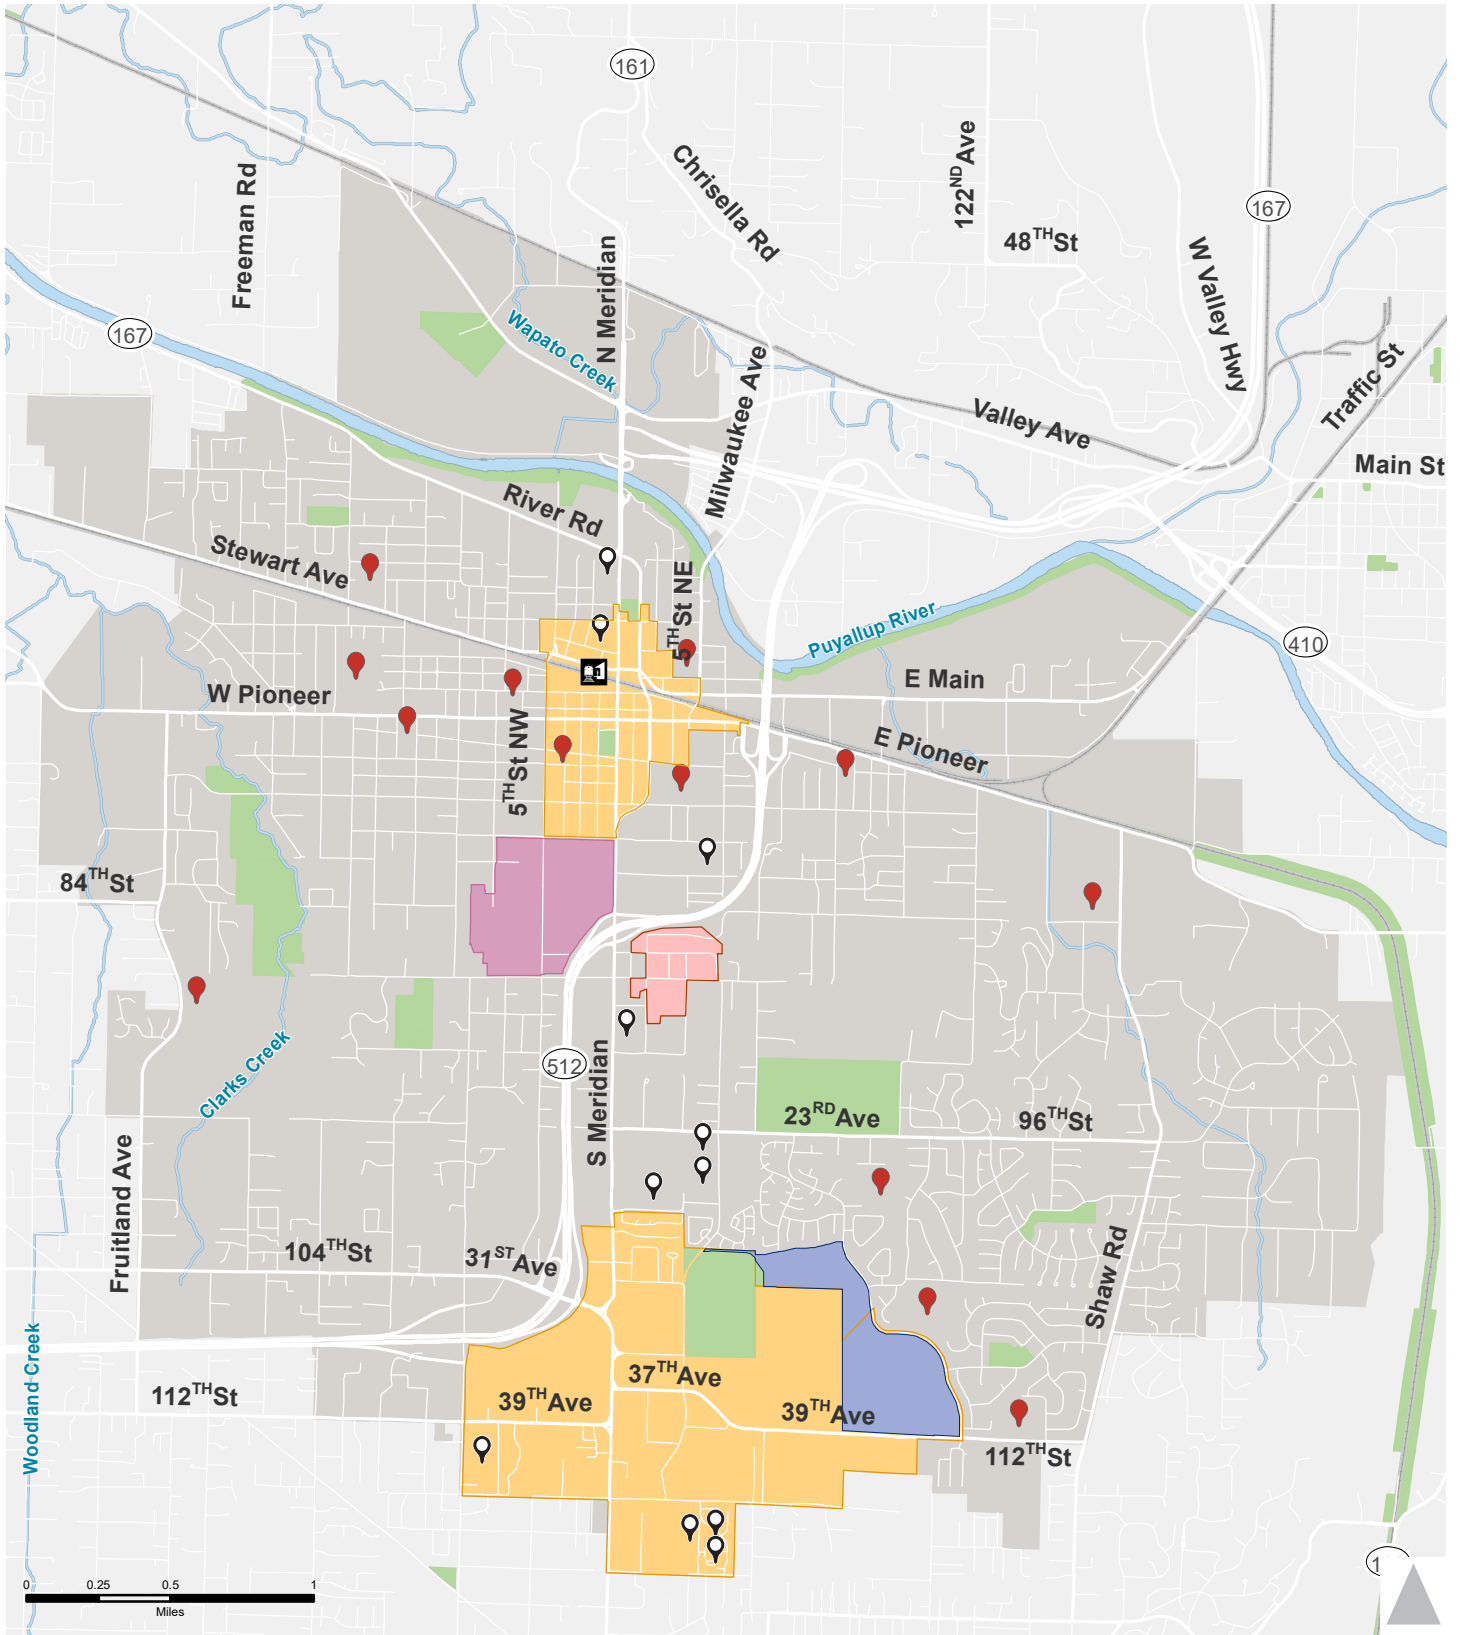 161
Chrisella Rd
122ND Ave
48TH St
167
Freeman Rd
N Meridian
W Valley Hwy
Wapato Creek
167
Milwaukee Ave
Traffic St
Valley Ave
Main St
River Rd
Stewart Ave
5TH St NE
Puyallup River
410
E Main
W Pioneer
5TH St NW
E Pioneer
84TH St
Clarks Creek
512
S Meridian
23RD Ave
96TH St
Fruitland Ave
104TH St
31ST Ave
Shaw Rd
Woodland Creek
37TH Ave
112TH St
39TH Ave
39TH Ave
112TH St
0 0.25 0.5 1
Miles